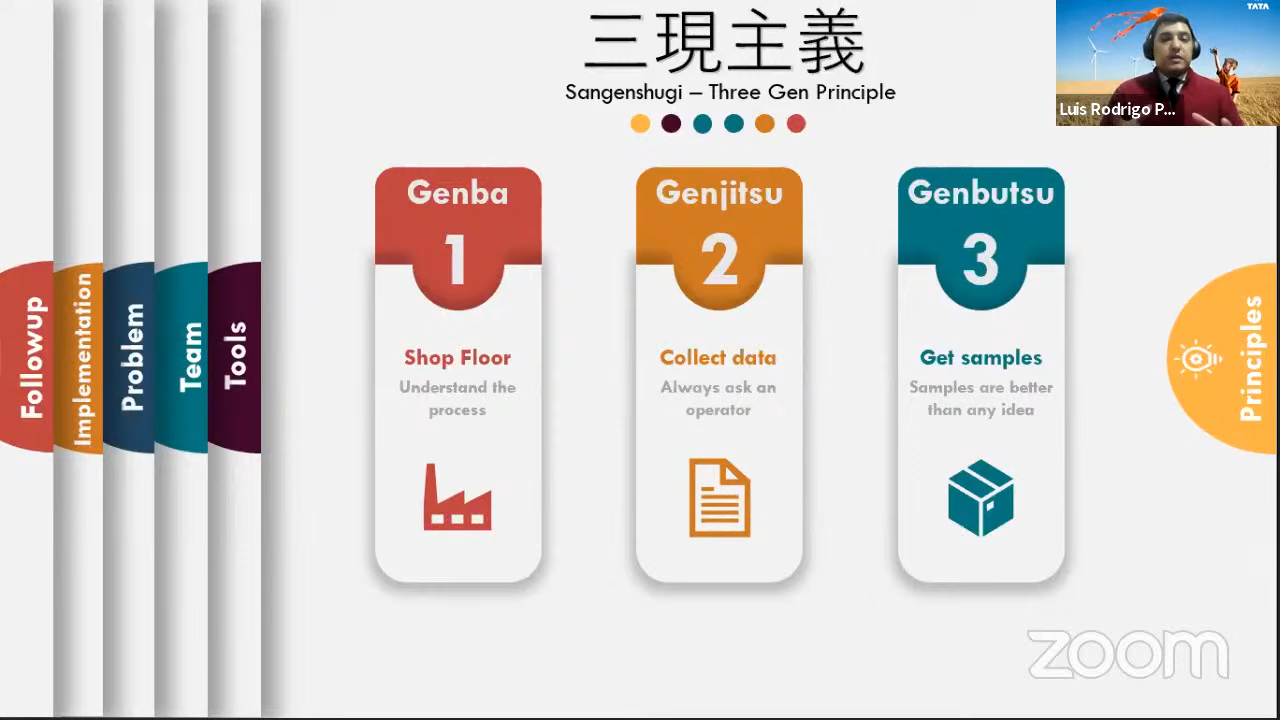 三現主義
Sangenshugi – Three Gen Principle
TATA
Luis Rodrigo P...
Genba
1
Shop Floor
Understand the
process
Genjitsu
2
Collect data
Always ask an
operator
Genbutsu
3
Get samples
Samples are better
than any idea
Followup
Implementation
Problem
Team
Tools
Principles
zoom